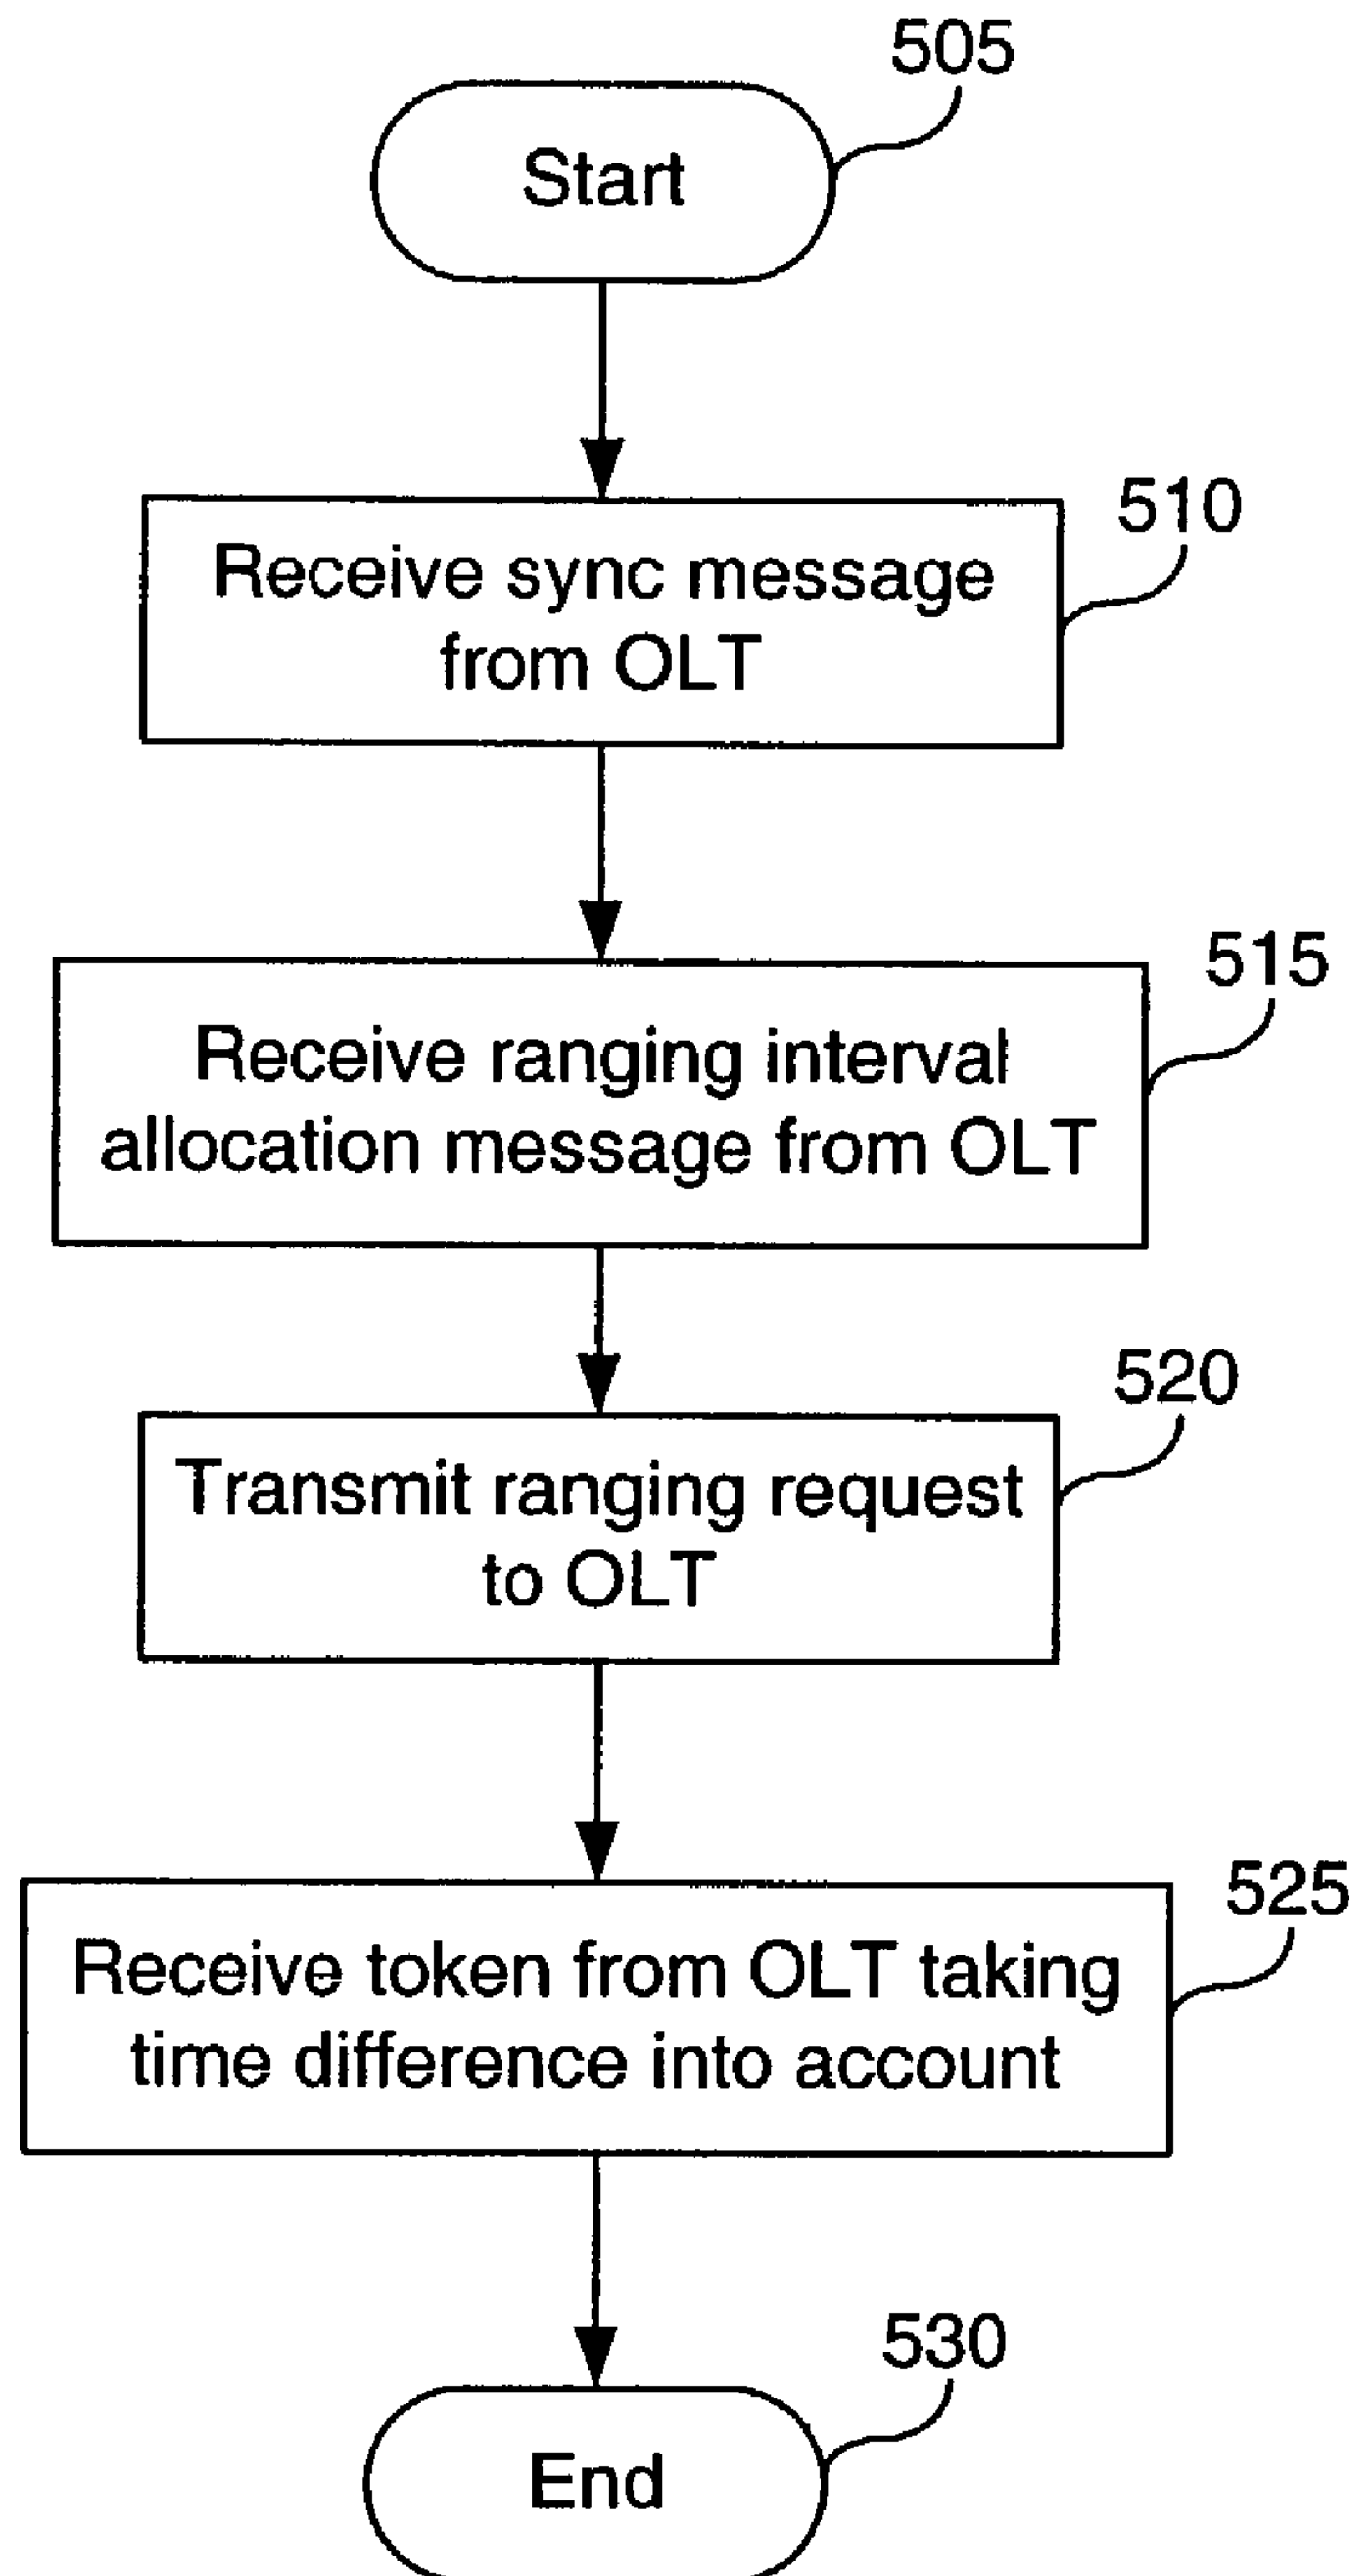 505
Start
510
Receive sync message
from OLT
515
Receive ranging interval
allocation message from OLT
520
Transmit ranging request
to OLT
525
Receive token from OLT taking
time difference into account
530
End